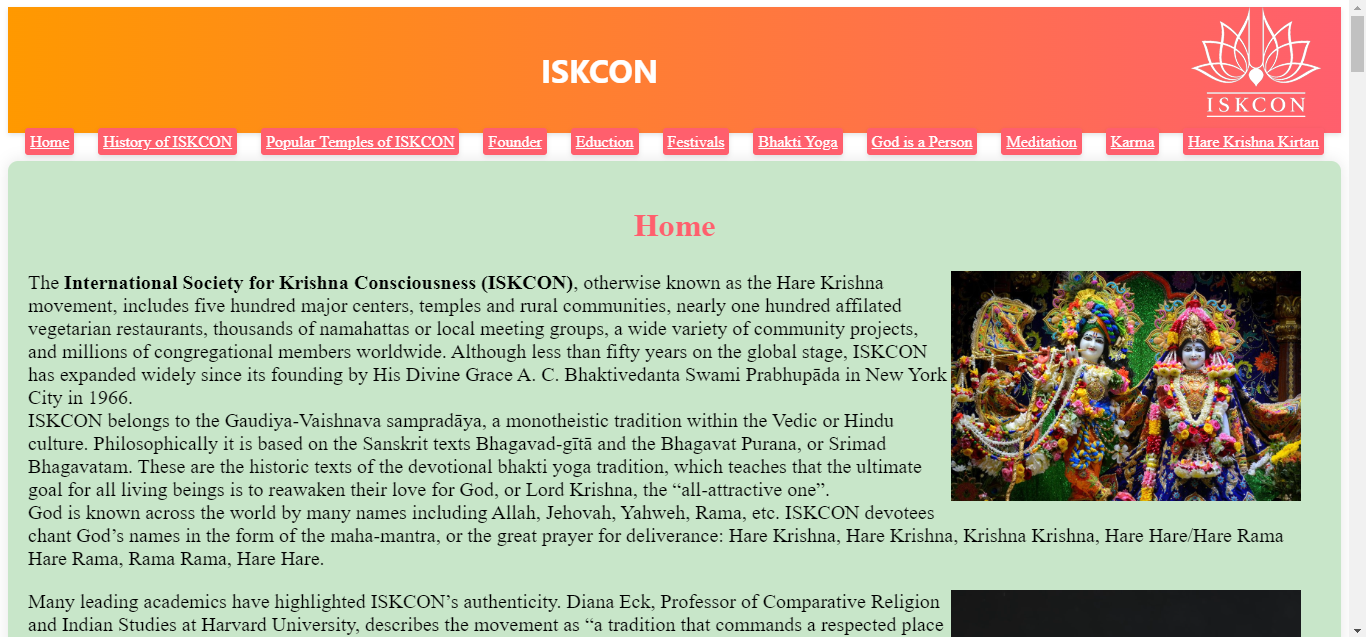 ISKCON
ISKCON
Home
History of ISKCON
Popular Temples of ISKCON
Founder
Eduction
Festivals
Bhakti Yoga
God is a Person
Meditation
Karma
Hare Krishna Kirtan
Home
The International Society for Krishna Consciousness (ISKCON), otherwise known as the Hare Krishna
movement, includes five hundred major centers, temples and rural communities, nearly one hundred affilated
vegetarian restaurants, thousands of namahattas or local meeting groups, a wide variety of community projects,
and millions of congregational members worldwide. Although less than fifty years on the global stage, ISKCON
has expanded widely since its founding by His Divine Grace A. C. Bhaktivedanta Swami Prabhupāda in New York
City in 1966.
ISKCON belongs to the Gaudiya-Vaishnava sampradāya, a monotheistic tradition within the Vedic or Hindu
culture. Philosophically it is based on the Sanskrit texts Bhagavad-gītā and the Bhagavat Purana, or Srimad
Bhagavatam. These are the historic texts of the devotional bhakti yoga tradition, which teaches that the ultimate
goal for all living beings is to reawaken their love for God, or Lord Krishna, the “all-attractive one”.
God is known across the world by many names including Allah, Jehovah, Yahweh, Rama, etc. ISKCON devotees
chant God’s names in the form of the maha-mantra, or the great prayer for deliverance: Hare Krishna, Hare Krishna, Krishna Krishna, Hare Hare/Hare Rama
Hare Rama, Rama Rama, Hare Hare.
Many leading academics have highlighted ISKCON’s authenticity. Diana Eck, Professor of Comparative Religion
and Indian Studies at Harvard University, describes the movement as “a tradition that commands a respected place